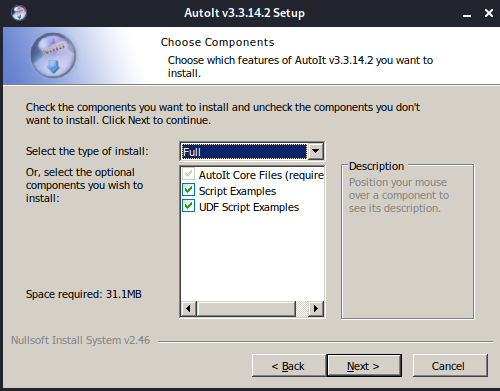 AutoIt v3.3.14.2 Setup
Choose Components
Choose which features of AutoIt v3.3.14.2 you want to
install.
Check the components you want to install and uncheck the components you don't
want to install. Click Next to continue.
Select the type of install:
Full
Or, select the optional
components you wish to
install:
AutoIt Core Files (require
Script Examples
UDF Script Examples
Description
Position your mouse
over a component to
see its description.
Space required: 31.1MB
Nullsoft Install System v2.46
< Back
Next >
Cancel